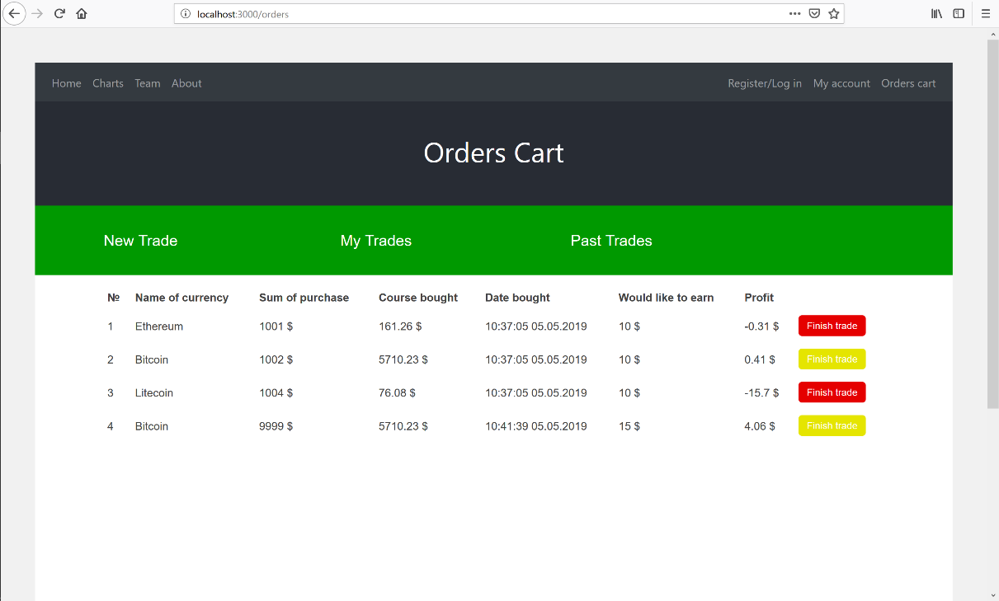 localhost:3000/orders
Home Charts Team About Register/Log in My account Orders cart
Orders Cart
New Trade My Trades Past Trades
№ Name of currency Sum of purchase Course bought Date bought Would like to earn Profit
1 Ethereum 1001 $ 161.26 $ 10:37:05 05.05.2019 10 $ -0.31 $ Finish trade
2 Bitcoin 1002 $ 5710.23 $ 10:37:05 05.05.2019 10 $ 0.41 $ Finish trade
3 Litecoin 1004 $ 76.08 $ 10:37:05 05.05.2019 10 $ -15.7 $ Finish trade
4 Bitcoin 9999 $ 5710.23 $ 10:41:39 05.05.2019 15 $ 4.06 $ Finish trade